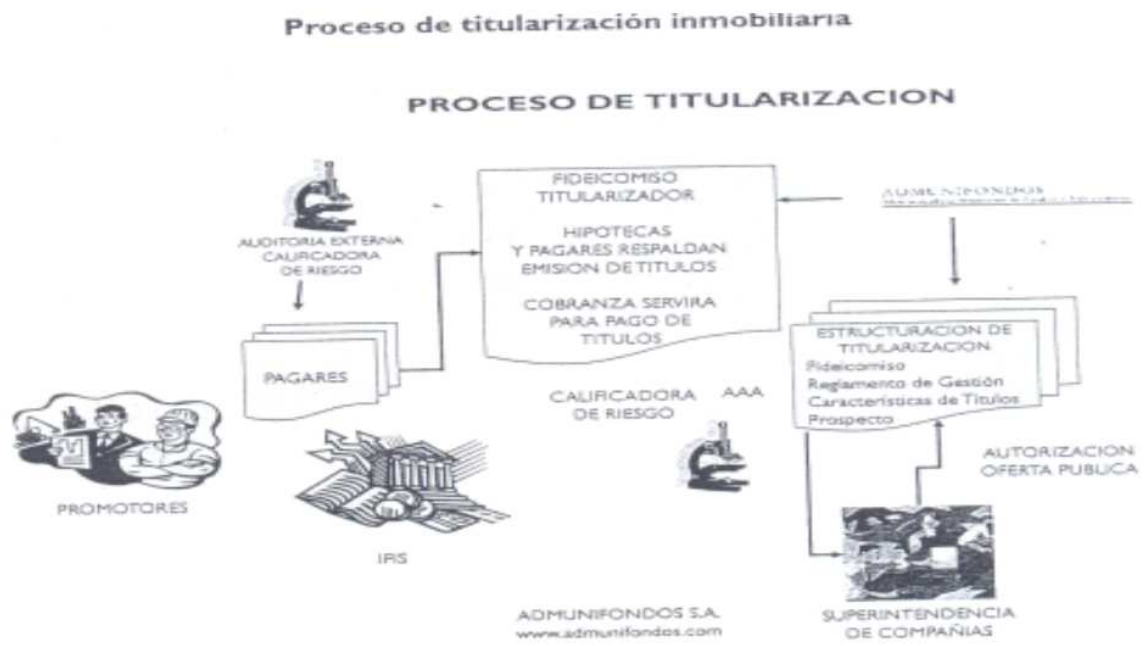 Proceso de titularización inmobiliaria
PROCESO DE TITULARIZACION
AUDITORIA EXTERNA
CALIFICADORA
DE RIESGO
PAGARES
PROMOTORES
IFIS
FIDEICOMISO
TITULARIZADOR
HIPOTECAS
Y PAGARES RESPALDAN
EMISION DE TITULOS
COBRANZA SERVIRA
PARA PAGO DE
TITULOS
CALIFICADORA AAA
DE RIESGO
ADMUNIFONDOS
ESTRUCTURACION DE
TITULARIZACION
Fideicomiso
Reglamento de Gestión
Características de Títulos
Prospecto
AUTORIZACION
OFERTA PUBLICA
SUPERINTENDENCIA
DE COMPAÑIAS
ADMUNIFONDOS S.A.
www.admunifondos.com